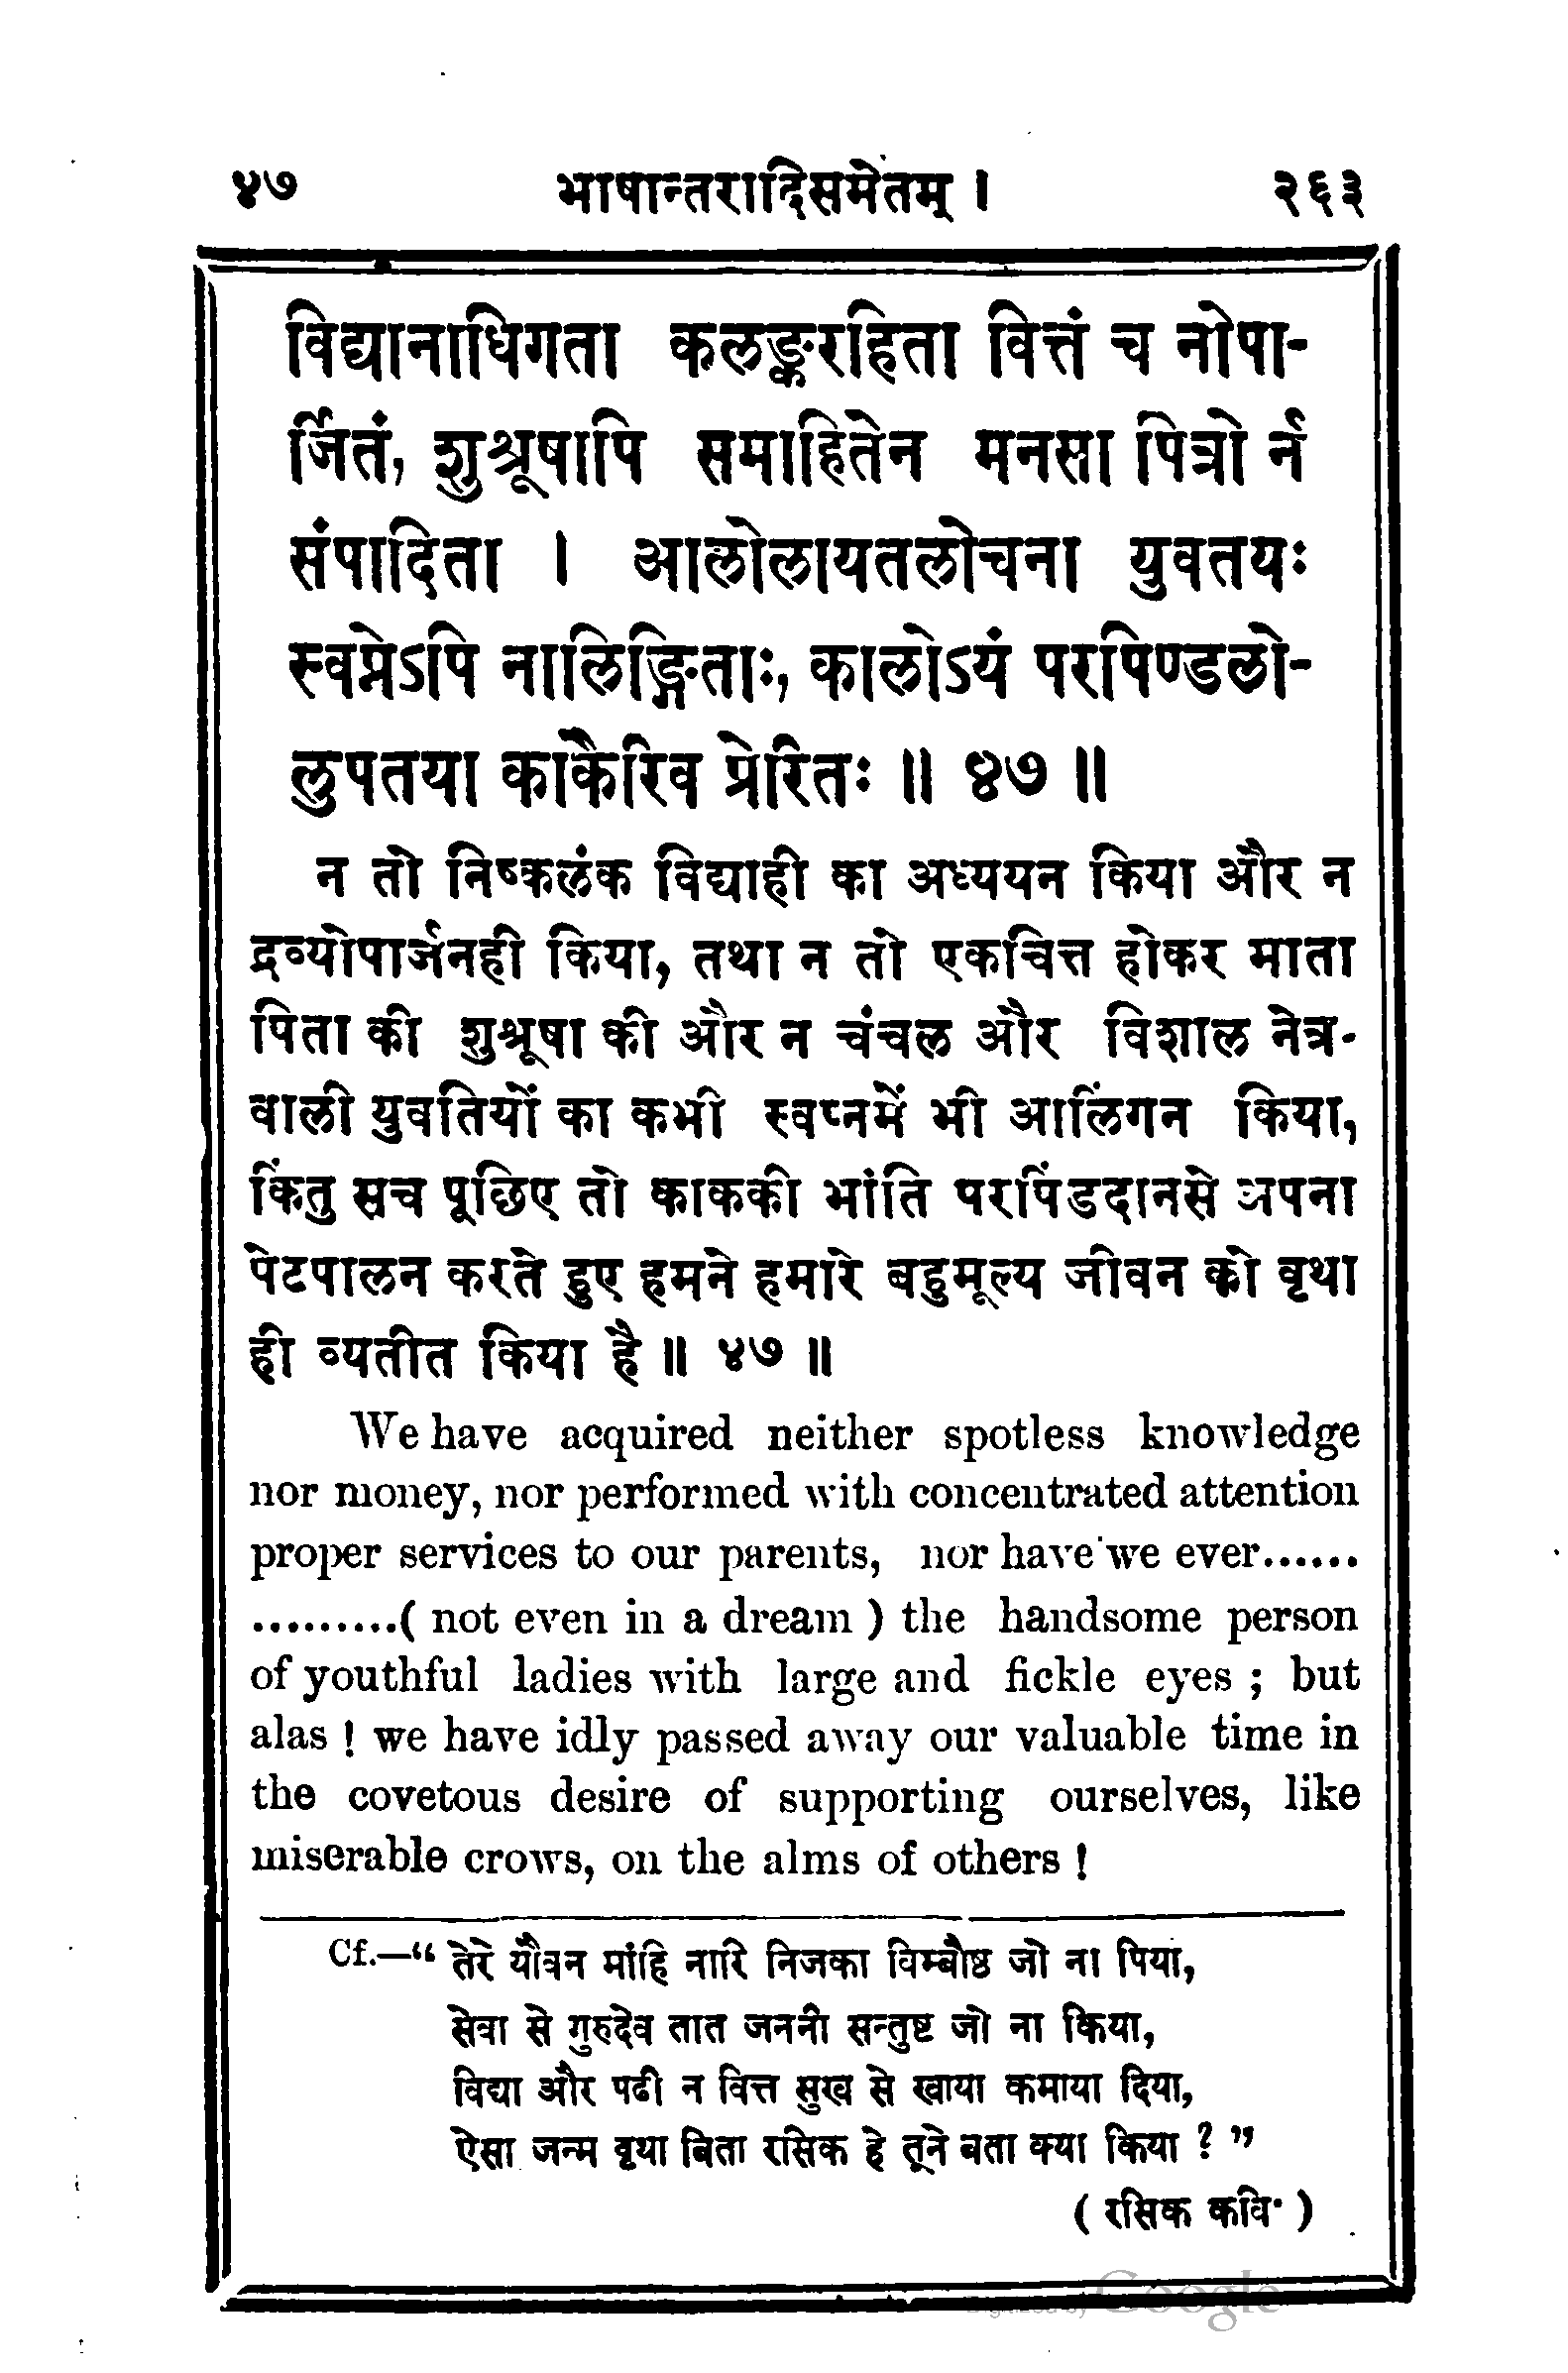 ४७ भाषान्तरादिसमेतम् । २६३
विद्यानाधिगता कलङ्करहिता वित्तं च नोपा-
र्जितं, शुश्रूषापि समाहितेन मनसा पित्रो र्न
संपादिता । आलोलायतलोचना युवतयः
स्वप्नेऽपि नालिङ्गिताः, कालोऽयं परपिण्डलो-
लुपतया काकैरिव प्रेरितः ॥ ४७ ॥
न तो निष्कलंक विद्याही का अध्ययन किया और न
द्रव्योपार्जनही किया, तथा न तो एकचित्त होकर माता
पिता की शुश्रूषा की और न चंचल और विशाल नेत्र-
वाली युवतियों का कभी स्वप्नमें भी आलिंगन किया,
किंतु सच पूछिए तो काककी भांति परपिंडदानसे अपना
पेटपालन करते हुए हमने हमारे बहुमूल्य जीवन को वृथा
ही व्यतीत किया है ॥ ४७ ॥
We have acquired neither spotless knowledge
nor money, nor performed with concentrated attention
proper services to our parents, nor have we ever......
.........( not even in a dream ) the handsome person
of youthful ladies with large and fickle eyes ; but
alas ! we have idly passed away our valuable time in
the covetous desire of supporting ourselves, like
miserable crows, on the alms of others !
Cf.—“ तेरे यौवन मांहि नारि निजका विम्बौष्ठ जो ना पिया,
सेवा से गुरुदेव तात जननी सन्तुष्ट जो ना किया,
विद्या और पढी न वित्त सुख से खाया कमाया दिया,
ऐसा जन्म वृथा बिता रसिक हे तूने बता क्या किया ? ”
( रसिक कवि· )
Digitized by Google